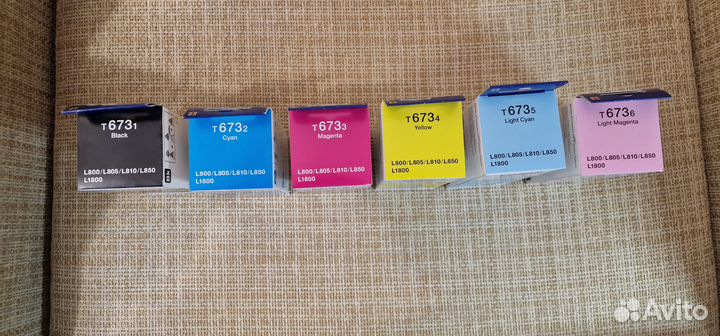 T6731
Black
L800/L805/L810/L850
L1800
T6732
Cyan
L800/L805/L810/L850
L1800
T6733
Magenta
L800/L805/L810/L850
L1800
T6734
Yellow
L800/L805/L810/L850
L1800
T6735
Light Cyan
L800/L805/L810/L850
L1800
T6736
Light Magenta
L800/L805/L810/L850
L1800
Avito